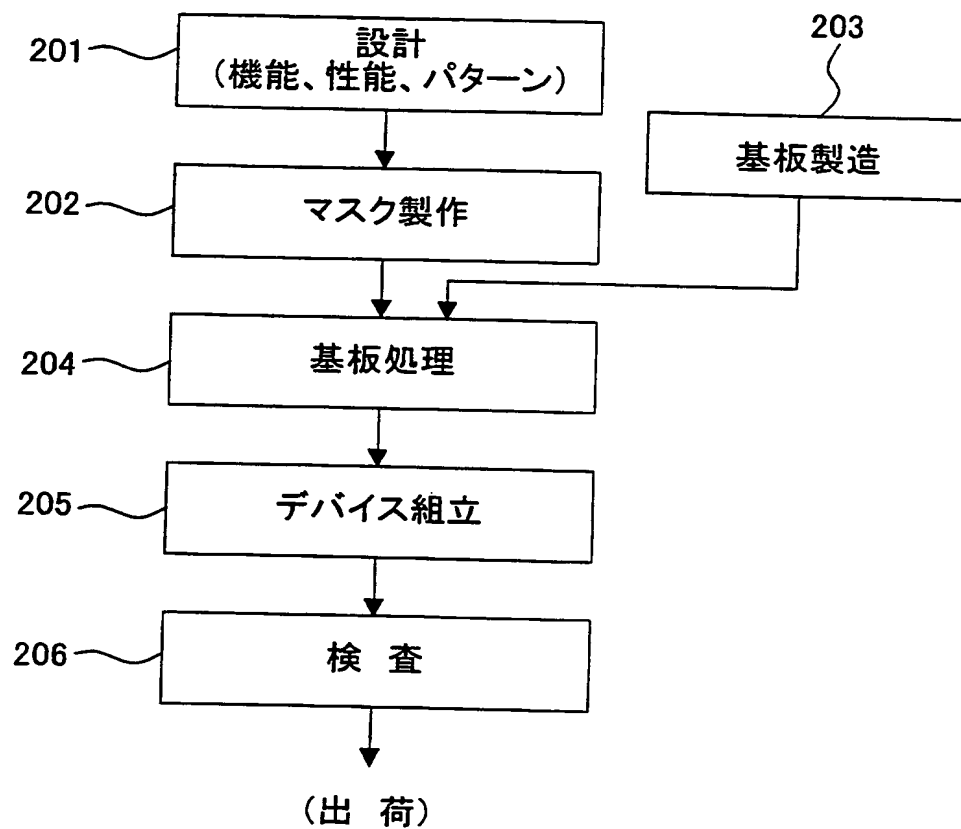 201
設計
(機能、性能、パターン)
203
基板製造
202
マスク製作
204
基板処理
205
デバイス組立
206
検 査
(出 荷)